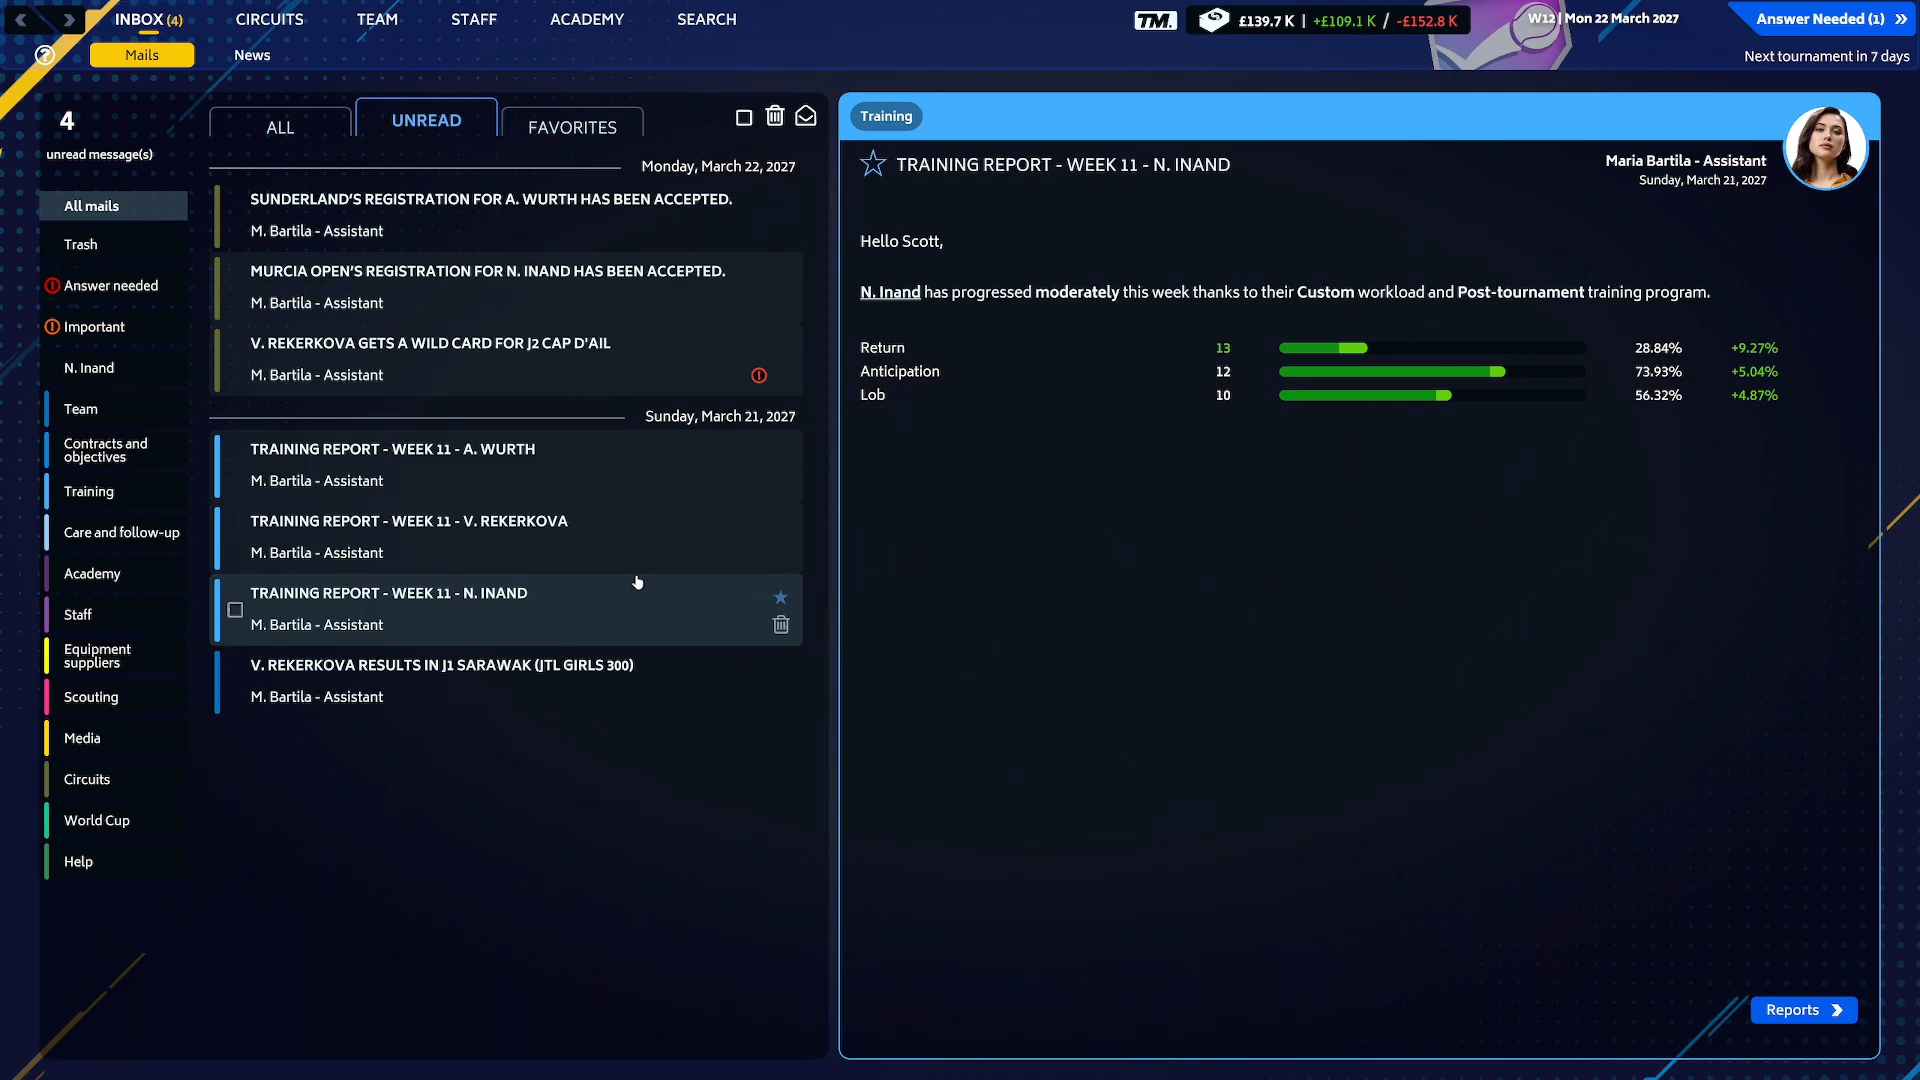 INBOX (4)
CIRCUITS
TEAM
STAFF
ACADEMY
SEARCH
TM.
£139.7 K | +£109.1 K / -£152.8 K
W12 | Mon 22 March 2027
Answer Needed (1)
Mails
News
Next tournament in 7 days
4
unread message(s)
All mails
Trash
Answer needed
Important
N. Inand
Team
Contracts and
objectives
Training
Care and follow-up
Academy
Staff
Equipment
suppliers
Scouting
Media
Circuits
World Cup
Help
ALL
UNREAD
FAVORITES
Monday, March 22, 2027
SUNDERLAND'S REGISTRATION FOR A. WURTH HAS BEEN ACCEPTED.
M. Bartila - Assistant
MURCIA OPEN'S REGISTRATION FOR N. INAND HAS BEEN ACCEPTED.
M. Bartila - Assistant
V. REKERKOVA GETS A WILD CARD FOR J2 CAP D'AIL
M. Bartila - Assistant
Sunday, March 21, 2027
TRAINING REPORT - WEEK 11 - A. WURTH
M. Bartila - Assistant
TRAINING REPORT - WEEK 11 - V. REKERKOVA
M. Bartila - Assistant
TRAINING REPORT - WEEK 11 - N. INAND
M. Bartila - Assistant
V. REKERKOVA RESULTS IN J1 SARAWAK (JTL GIRLS 300)
M. Bartila - Assistant
Training
TRAINING REPORT - WEEK 11 - N. INAND
Maria Bartila - Assistant
Sunday, March 21, 2027
Hello Scott,
N. Inand has progressed moderately this week thanks to their Custom workload and Post-tournament training program.
Return 13 28.84% +9.27%
Anticipation 12 73.93% +5.04%
Lob 10 56.32% +4.87%
Reports